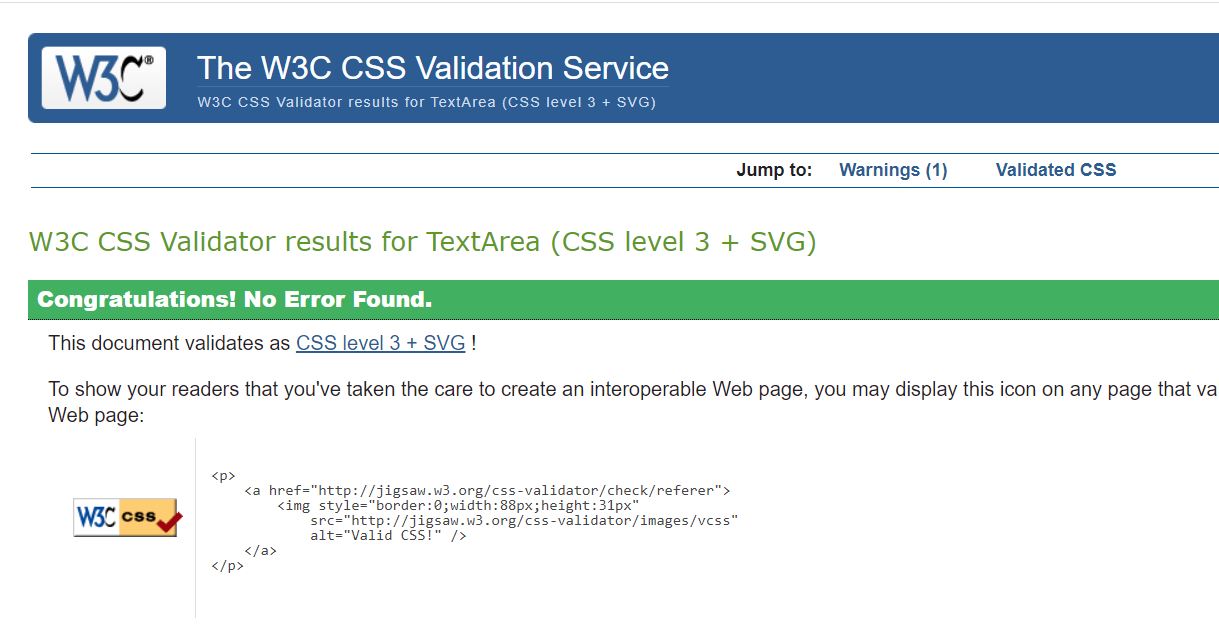 W3C®
The W3C CSS Validation Service
W3C CSS Validator results for TextArea (CSS level 3 + SVG)
Jump to: Warnings (1) Validated CSS
W3C CSS Validator results for TextArea (CSS level 3 + SVG)
Congratulations! No Error Found.
This document validates as CSS level 3 + SVG !
To show your readers that you've taken the care to create an interoperable Web page, you may display this icon on any page that va
Web page:
W3C css
<p>
    <a href="http://jigsaw.w3.org/css-validator/check/referer">
        <img style="border:0;width:88px;height:31px"
            src="http://jigsaw.w3.org/css-validator/images/vcss"
            alt="Valid CSS!" />
    </a>
</p>